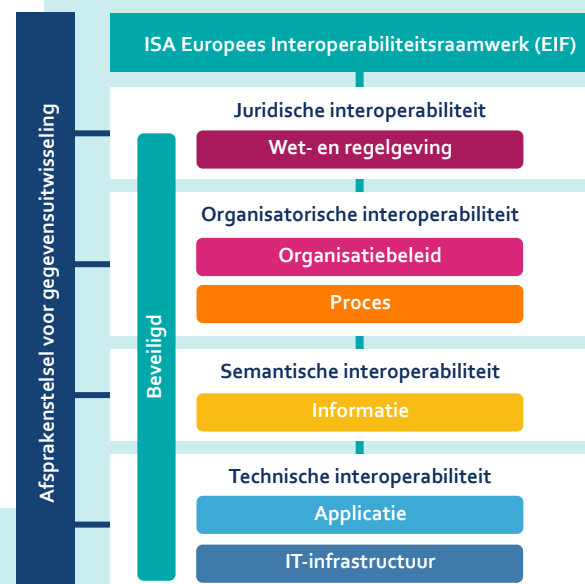 ISA Europees Interoperabiliteitsraamwerk (EIF)
Afsprakenstelsel voor gegevensuitwisseling
Beveiligd
Juridische interoperabiliteit
Wet- en regelgeving
Organisatorische interoperabiliteit
Organisatiebeleid
Proces
Semantische interoperabiliteit
Informatie
Technische interoperabiliteit
Applicatie
IT-infrastructuur